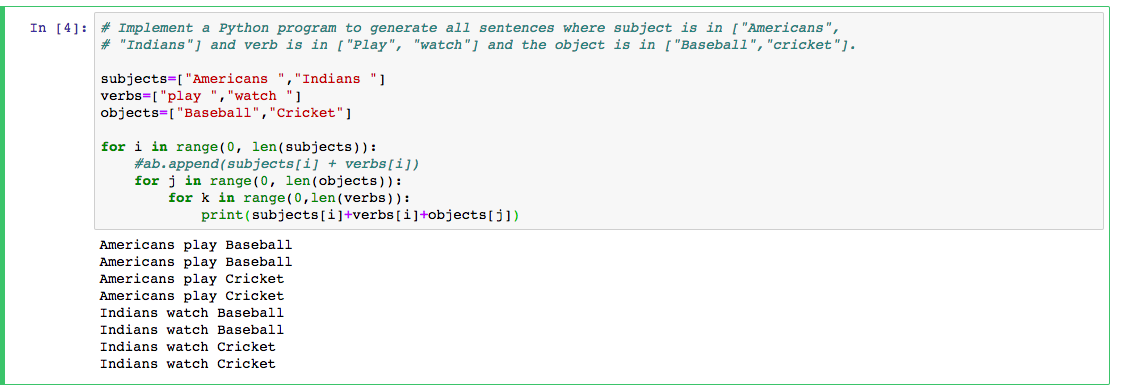 In [4]: # Implement a Python program to generate all sentences where subject is in ["Americans",
# "Indians"] and verb is in ["Play", "watch"] and the object is in ["Baseball","cricket"].

subjects=["Americans ","Indians "]
verbs=["play ","watch "]
objects=["Baseball","Cricket"]

for i in range(0, len(subjects)):
    #ab.append(subjects[i] + verbs[i])
    for j in range(0, len(objects)):
        for k in range(0,len(verbs)):
            print(subjects[i]+verbs[i]+objects[j])

Americans play Baseball
Americans play Baseball
Americans play Cricket
Americans play Cricket
Indians watch Baseball
Indians watch Baseball
Indians watch Cricket
Indians watch Cricket